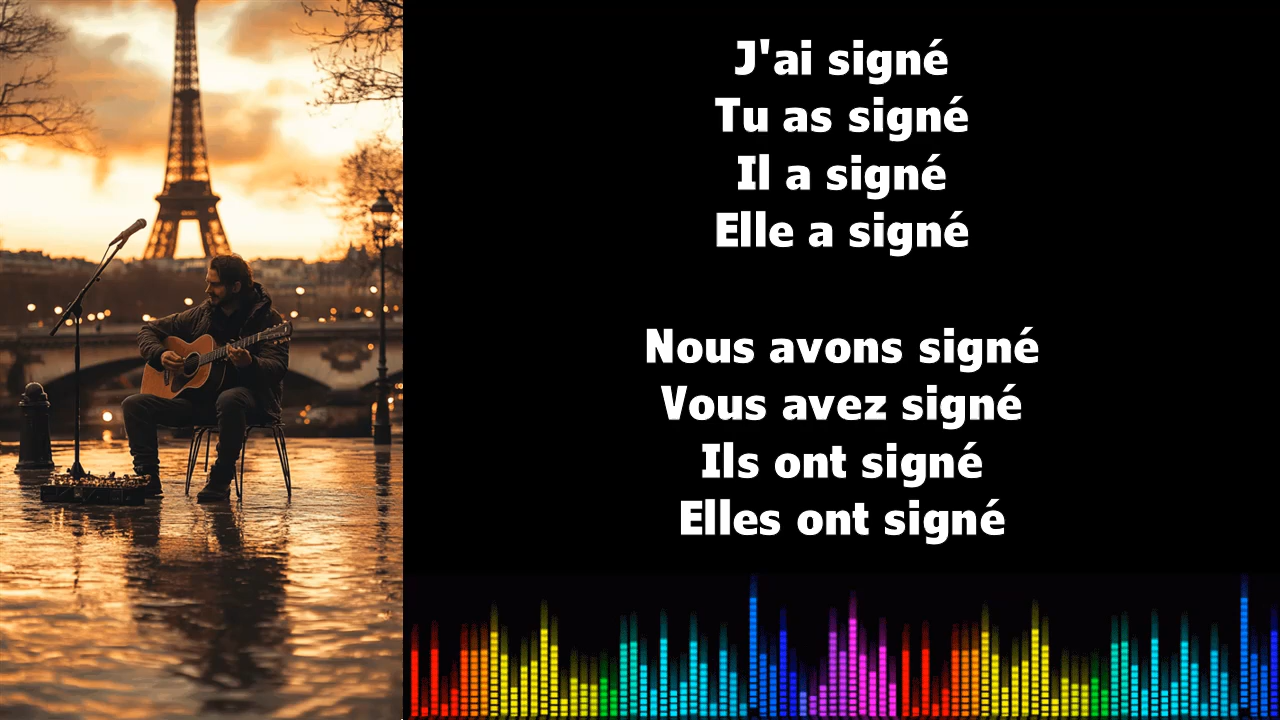 J'ai signé
Tu as signé
Il a signé
Elle a signé
Nous avons signé
Vous avez signé
Ils ont signé
Elles ont signé